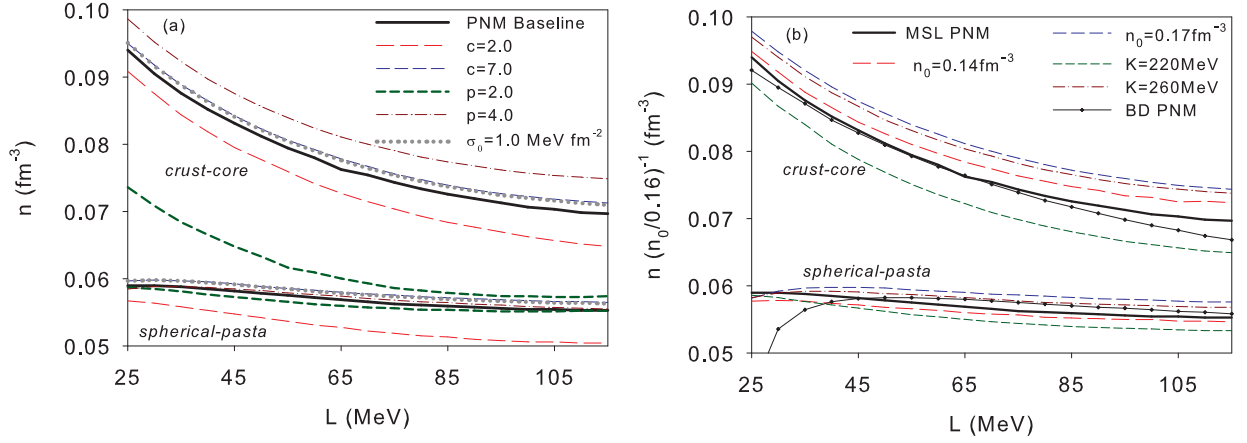 (a)
PNM Baseline
c=2.0
c=7.0
p=2.0
p=4.0
σ₀=1.0 MeV fm⁻²
crust-core
spherical-pasta
n (fm⁻³)
0.10
0.09
0.08
0.07
0.06
0.05
25
45
65
85
105
L (MeV)
(b)
MSL PNM
n₀=0.14fm⁻³
n₀=0.17fm⁻³
K=220MeV
K=260MeV
BD PNM
crust-core
spherical-pasta
n (n₀/0.16)⁻¹ (fm⁻³)
0.10
0.09
0.08
0.07
0.06
0.05
25
45
65
85
105
L (MeV)